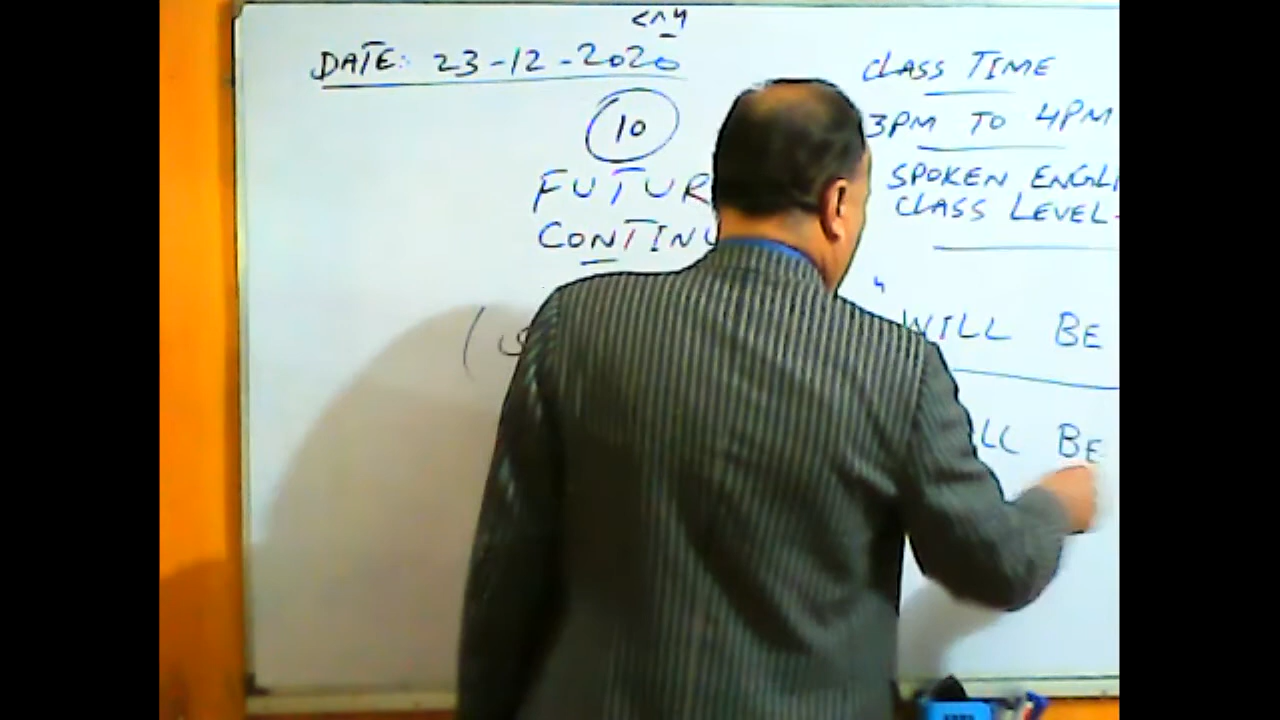 DATE: 23-12-2020
10
FUTUR
CONTINU
CLASS TIME
3PM TO 4PM
SPOKEN ENGLI
CLASS LEVEL-
WILL BE
LL BE